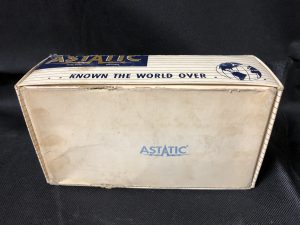 ASTATIC
. . KNOWN THE WORLD OVER . .
ASTATIC